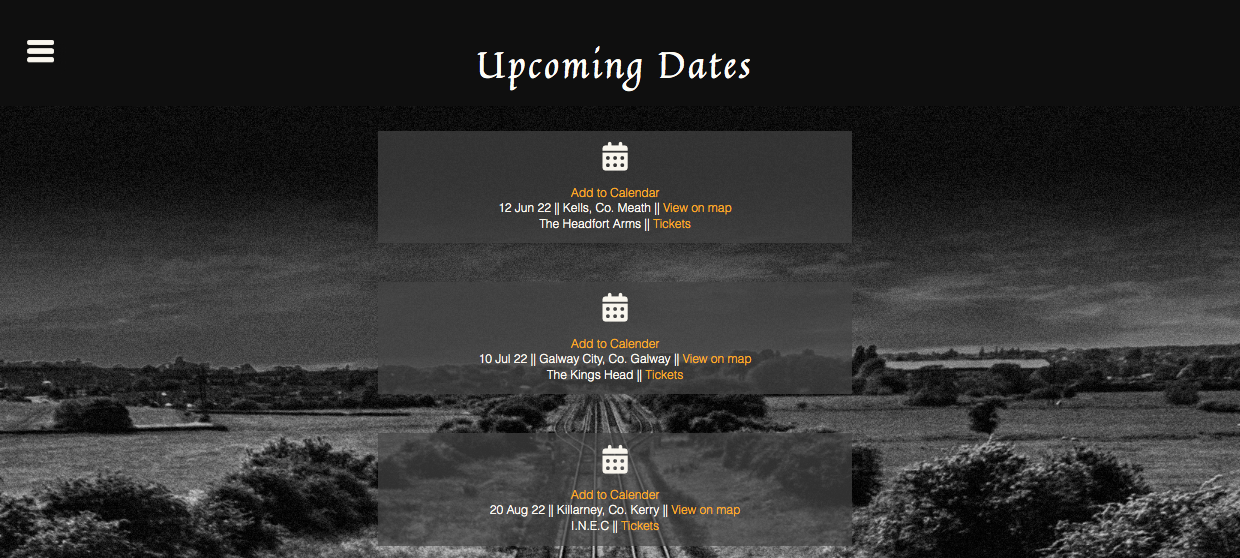 Upcoming Dates
Add to Calendar
12 Jun 22 || Kells, Co. Meath || View on map
The Headfort Arms || Tickets
Add to Calender
10 Jul 22 || Galway City, Co. Galway || View on map
The Kings Head || Tickets
Add to Calender
20 Aug 22 || Killarney, Co. Kerry || View on map
I.N.E.C || Tickets